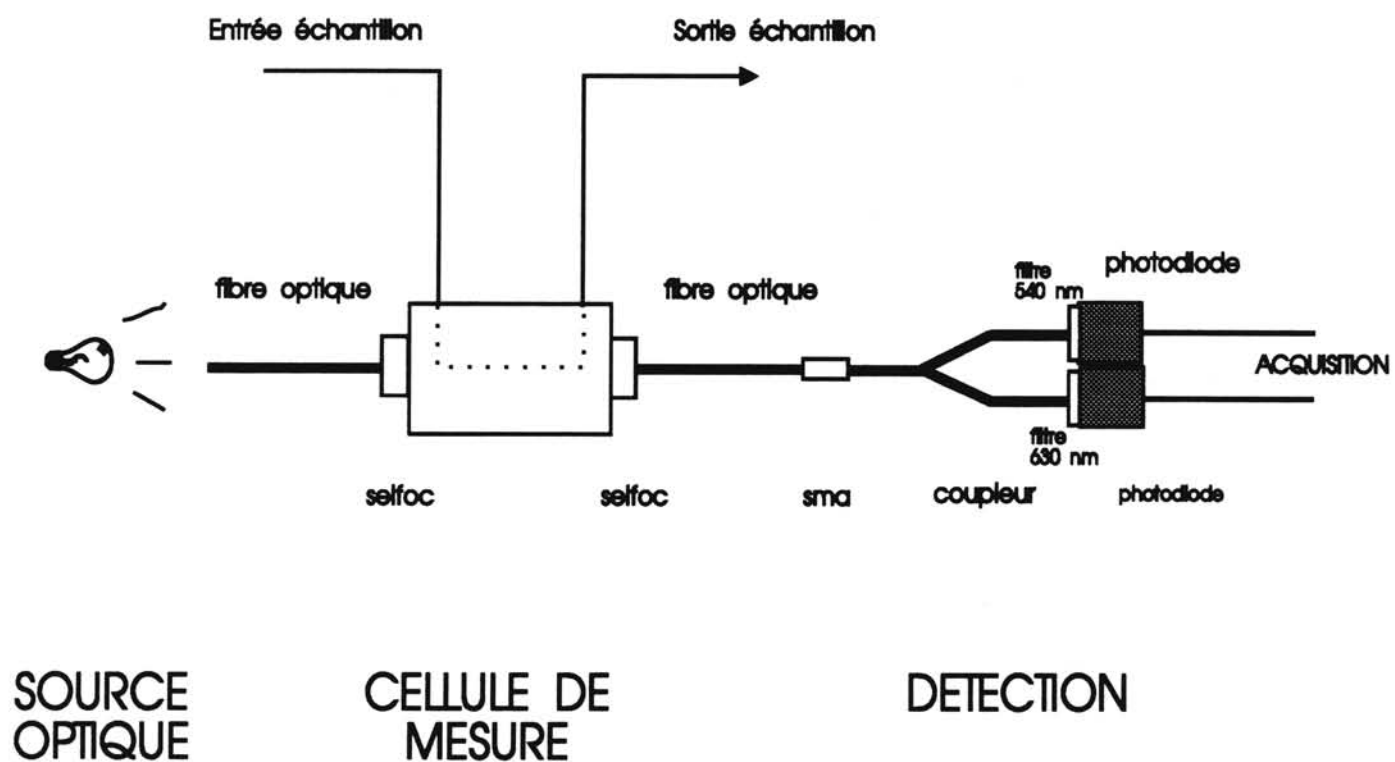 Entrée échantillon
Sortie échantillon
fibre optique
fibre optique
filtre
540 nm
photodiode
ACQUISITION
filtre
630 nm
selfoc
selfoc
sma
coupleur
photodiode
SOURCE
OPTIQUE
CELLULE DE
MESURE
DETECTION